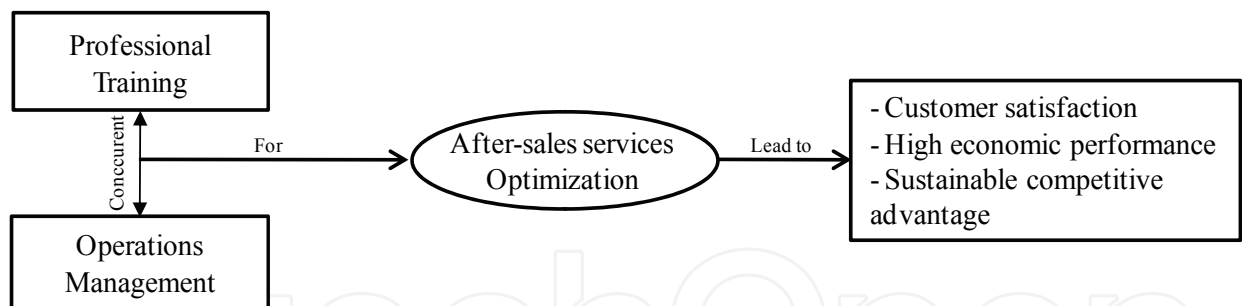 Professional
Training
Conccurent
For
After-sales services
Optimization
Lead to
- Customer satisfaction
- High economic performance
- Sustainable competitive
advantage
Operations
Management